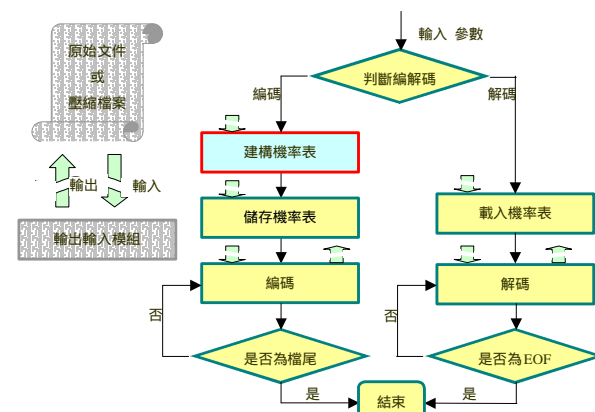 輸入 參數
原始文件
或
壓縮檔案
判斷編解碼
編碼
解碼
建構機率表
輸出
輸入
儲存機率表
載入機率表
輸出輸入模組
編碼
解碼
否
否
是否為檔尾
是否為EOF
是
結束
是